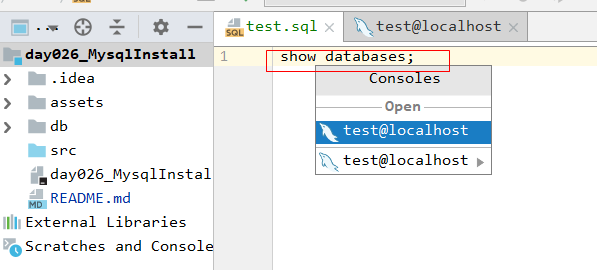 test.sql
test@localhost
day026_MysqlInstall
.idea
assets
db
src
day026_MysqlInstal
README.md
External Libraries
Scratches and Console
1
show databases;
Consoles
Open
test@localhost
test@localhost